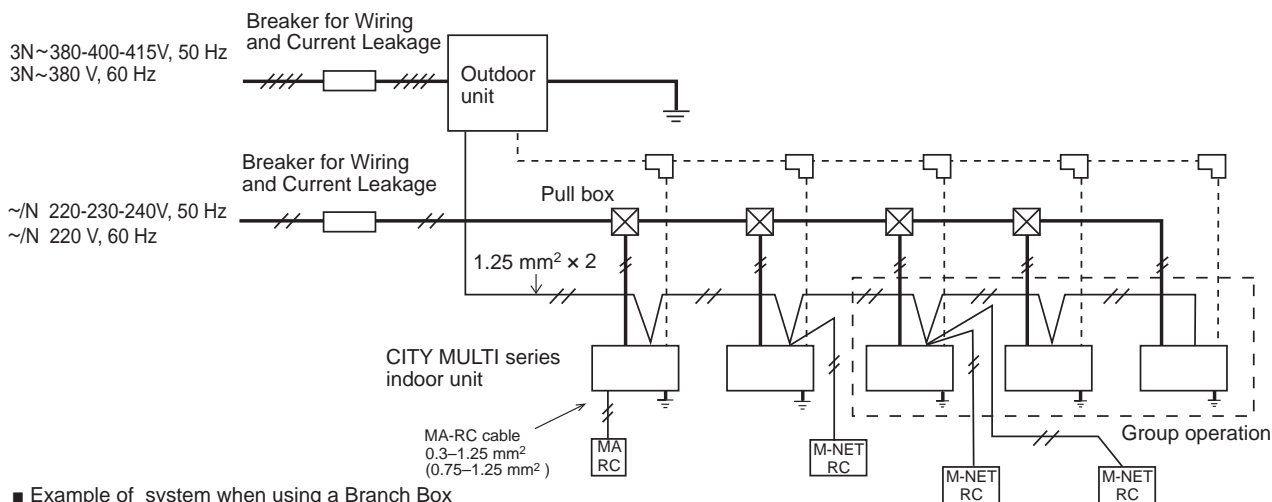 Breaker for Wiring
and Current Leakage
3N~380-400-415V, 50 Hz
3N~380 V, 60 Hz
Outdoor
unit
Breaker for Wiring
and Current Leakage
Pull box
~/N 220-230-240V, 50 Hz
~/N 220 V, 60 Hz
1.25 mm² × 2
CITY MULTI series
indoor unit
MA-RC cable
0.3–1.25 mm²
(0.75–1.25 mm² )
MA
RC
M-NET
RC
M-NET
RC
M-NET
RC
Group operation
■ Example of system when using a Branch Box